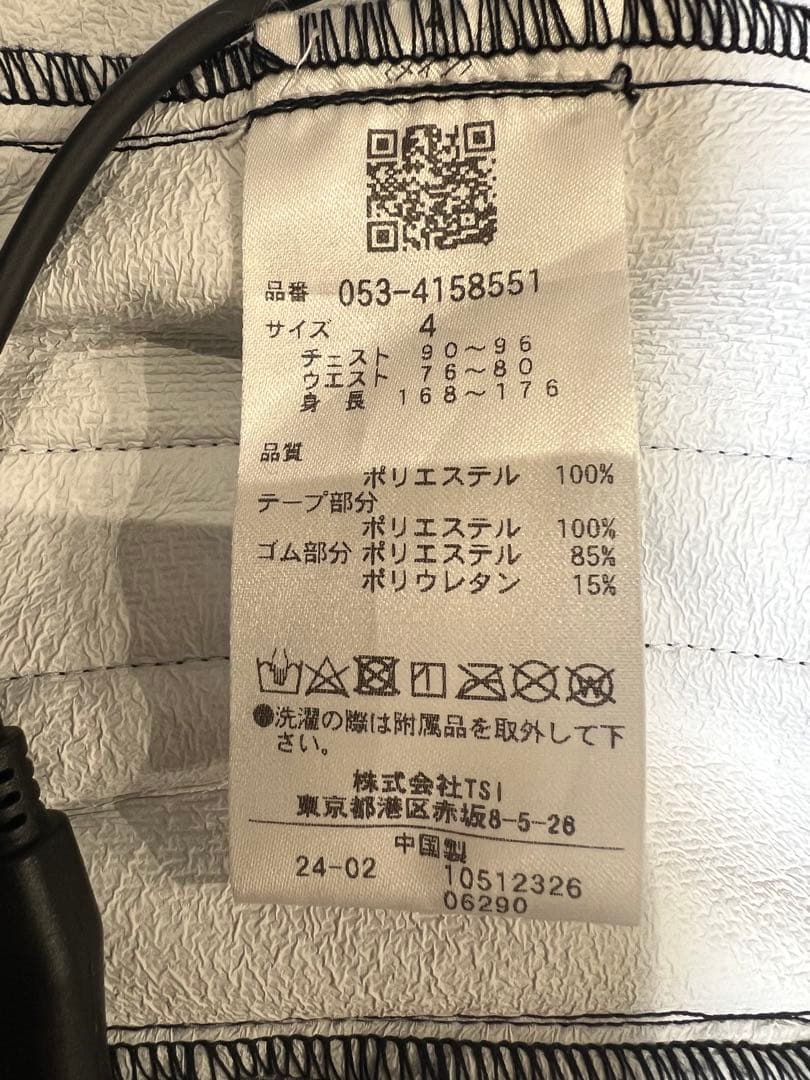 4
品番 053-4158551
サイズ 4
チェスト 90～96
ウエスト 76～80
身長 168～176
品質
ポリエステル 100%
テープ部分
ポリエステル 100%
ゴム部分 ポリエステル 85%
ポリウレタン 15%
●洗濯の際は附属品を取外して下
さい。
株式会社TSI
東京都港区赤坂8-5-26
中国製
24-02 10512326
06290